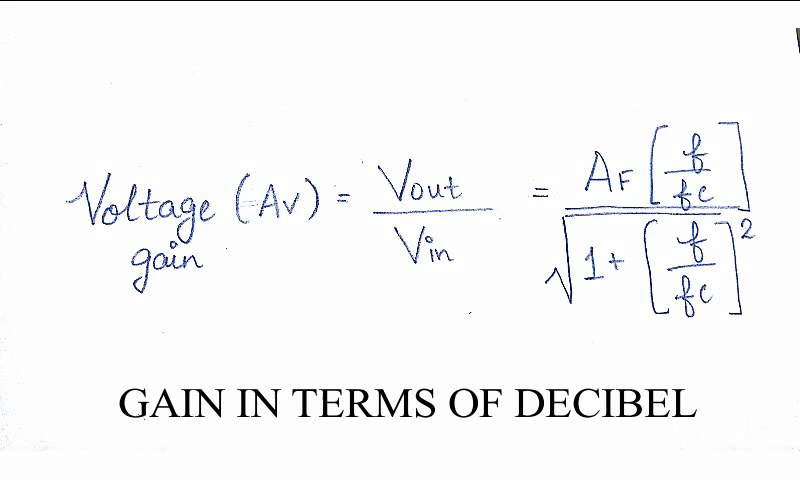 Voltage gain (Av) = Vout / Vin = AF [f / fc] / √1+ [f / fc]²
GAIN IN TERMS OF DECIBEL